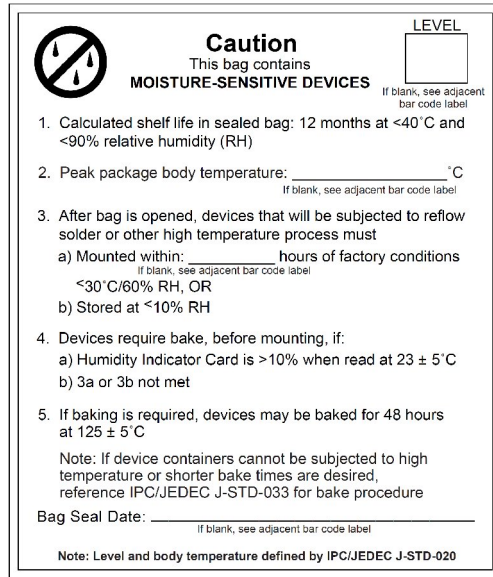 LEVEL
Caution
This bag contains
MOISTURE-SENSITIVE DEVICES
If blank, see adjacent
bar code label
1. Calculated shelf life in sealed bag: 12 months at <40˚C and
<90% relative humidity (RH)
2. Peak package body temperature: ____________________˚C
If blank, see adjacent bar code label
3. After bag is opened, devices that will be subjected to reflow
solder or other high temperature process must
a) Mounted within: ___________ hours of factory conditions
If blank, see adjacent bar code label
<30˚C/60% RH, OR
b) Stored at <10% RH
4. Devices require bake, before mounting, if:
a) Humidity Indicator Card is >10% when read at 23 ± 5˚C
b) 3a or 3b not met
5. If baking is required, devices may be baked for 48 hours
at 125 ± 5˚C
Note: If device containers cannot be subjected to high
temperature or shorter bake times are desired,
reference IPC/JEDEC J-STD-033 for bake procedure
Bag Seal Date: ________________________________________
If blank, see adjacent bar code label
Note: Level and body temperature defined by IPC/JEDEC J-STD-020